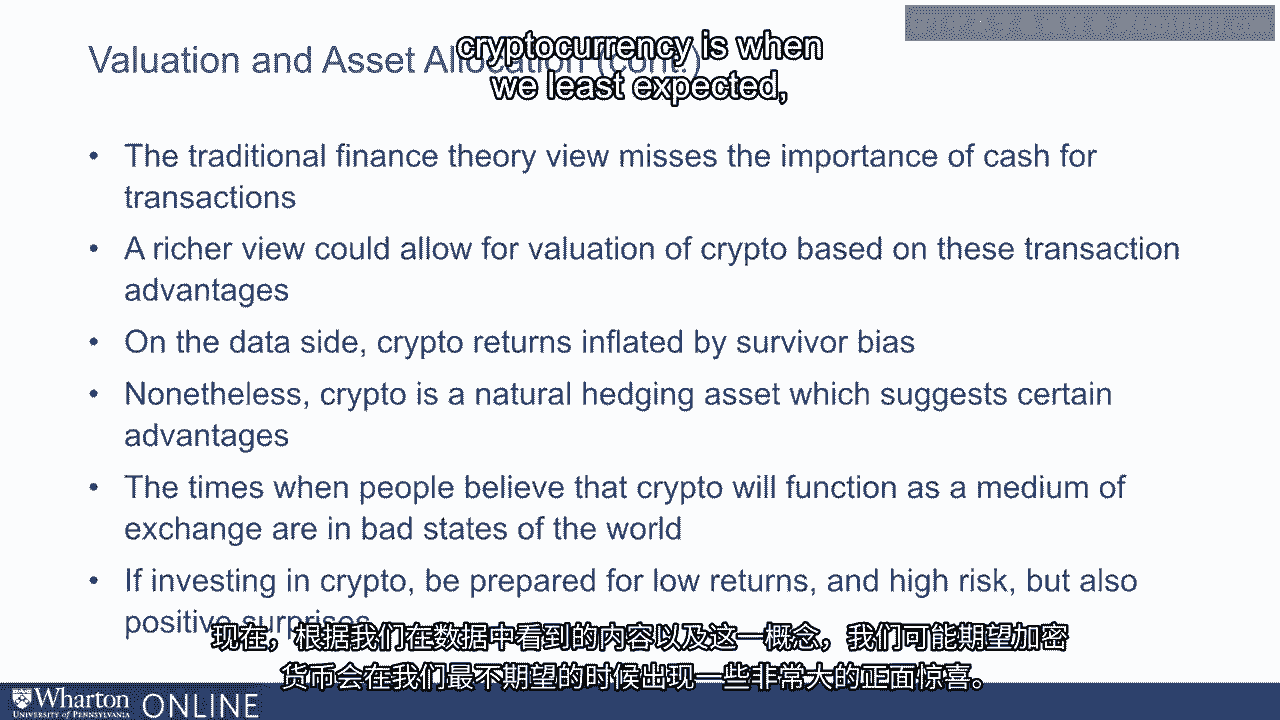 cryptocurrency is when
we least expected,
Valuation and Asset Allocation (cont.)
• The traditional finance theory view misses the importance of cash for
transactions
• A richer view could allow for valuation of crypto based on these transaction
advantages
• On the data side, crypto returns inflated by survivor bias
• Nonetheless, crypto is a natural hedging asset which suggests certain
advantages
• The times when people believe that crypto will function as a medium of
exchange are in bad states of the world
• If investing in crypto, be prepared for low returns, and high risk, but also
positive surprises
现在，根据我们在数据中看到的内容以及这一概念，我们可能期望加密
货币会在我们最不期望的时候出现一些非常大的正面惊喜。
Wharton ONLINE
UNIVERSITY of PENNSYLVANIA